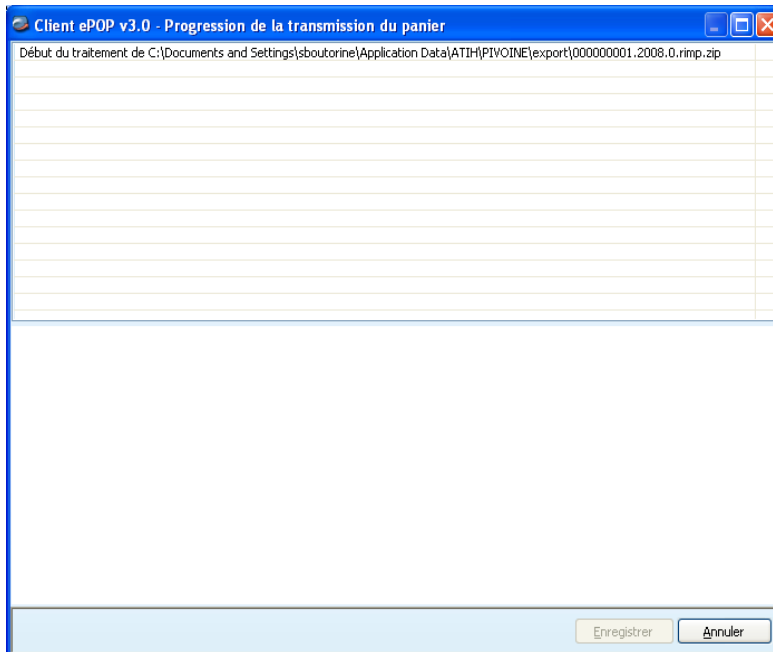 Client ePOP v3.0 - Progression de la transmission du panier
Début du traitement de C:\Documents and Settings\sboutorine\Application Data\ATIH\PIVOINE\export\000000001.2008.0.rimp.zip
Enregistrer Annuler